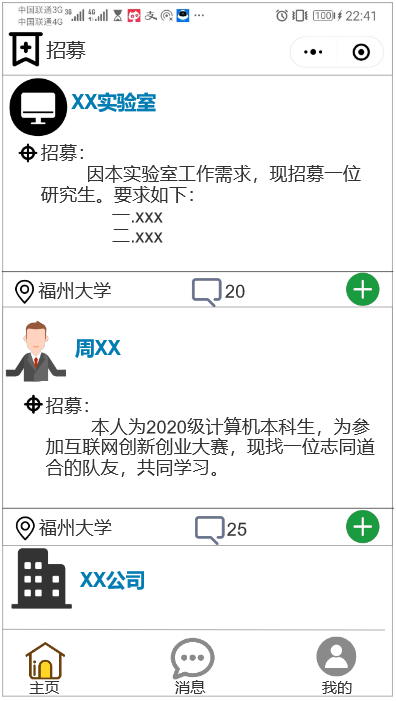 中国联通3G 3G 4G 100 22:41
中国联通4G
招募
XX实验室
招募：
因本实验室工作需求，现招募一位
研究生。要求如下：
一.xxx
二.xxx
福州大学 20
周XX
招募：
本人为2020级计算机本科生，为参
加互联网创新创业大赛，现找一位志同道
合的队友，共同学习。
福州大学 25
XX公司
主页 消息 我的